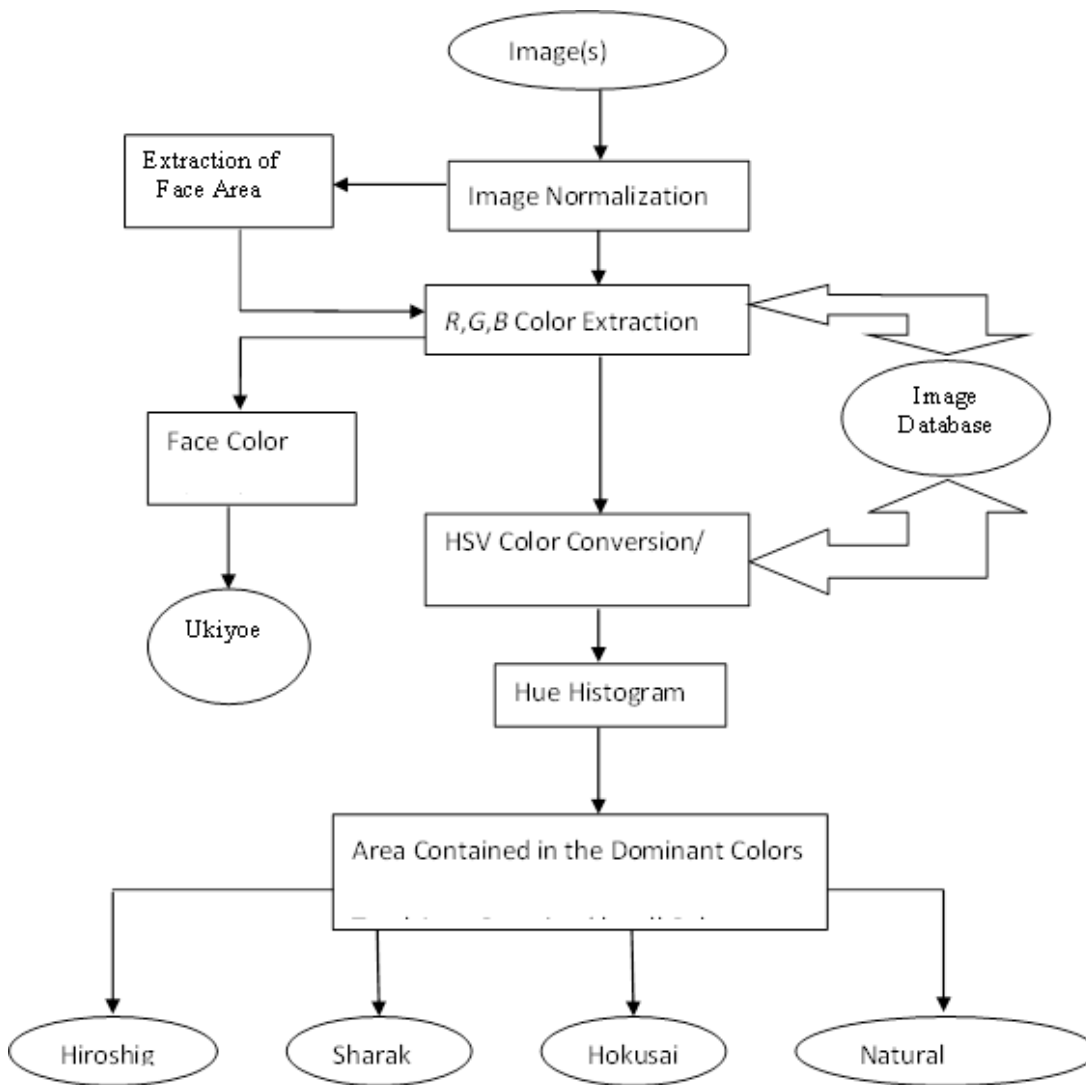 Image(s)
Extraction of
Face Area
Image Normalization
R,G,B Color Extraction
Image
Database
Face Color
HSV Color Conversion/
Ukiyoe
Hue Histogram
Area Contained in the Dominant Colors
Hiroshig
Sharak
Hokusai
Natural